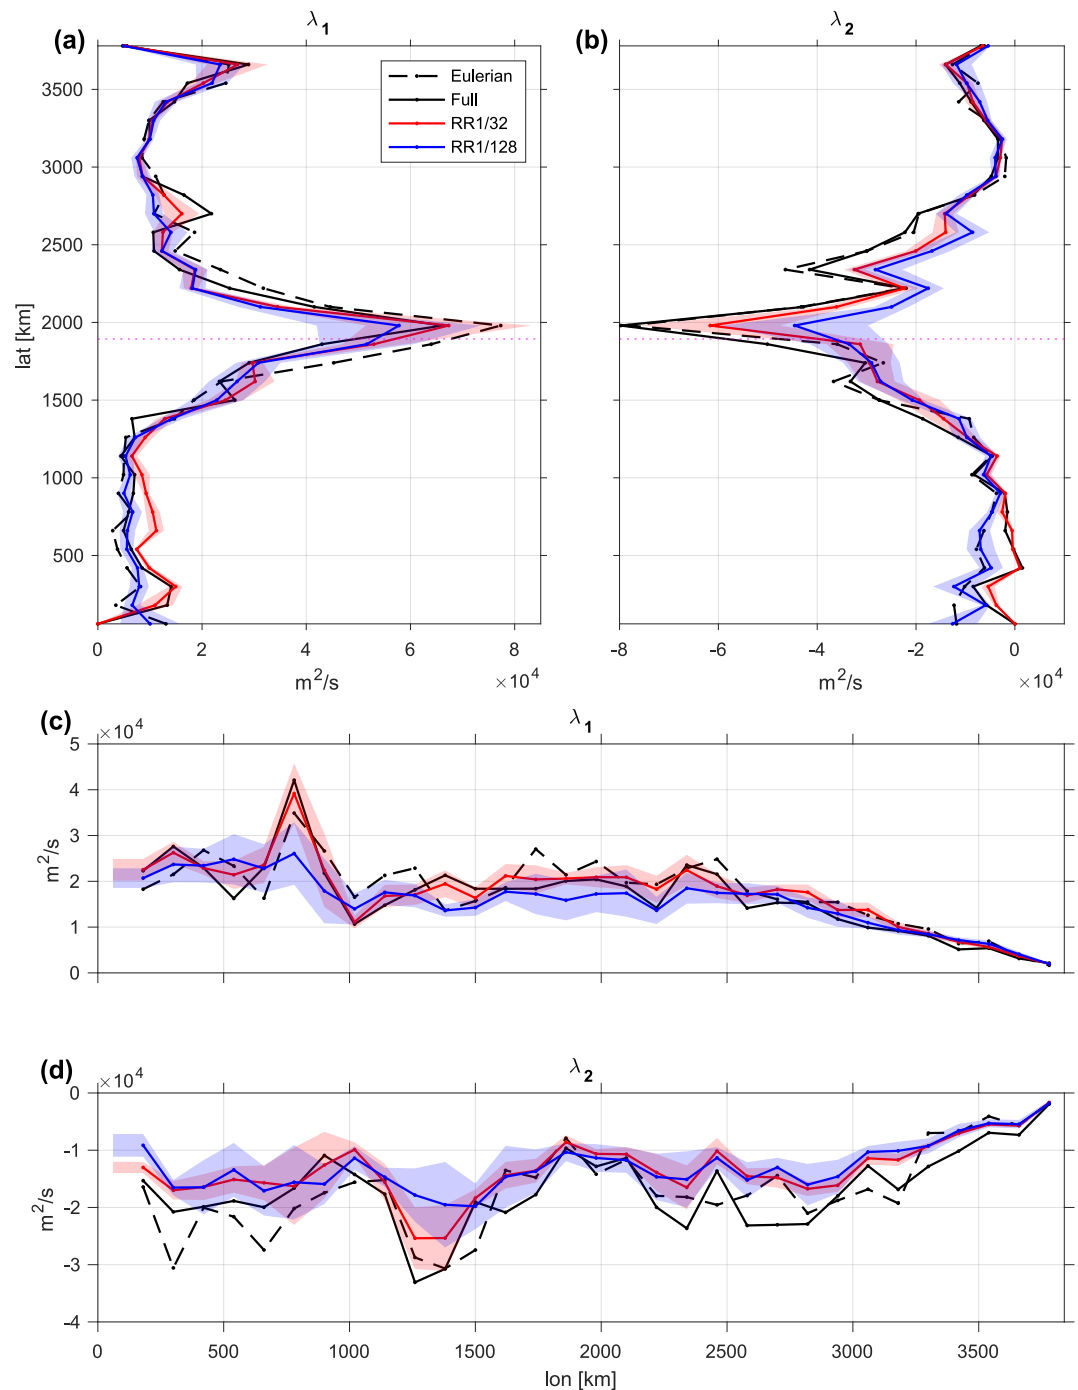 (a)
λ1
(b)
λ2
Eulerian
Full
RR1/32
RR1/128
3500
3000
2500
2000
1500
1000
500
lat [km]
0 2 4 6 8
m²/s
×10⁴
-8 -6 -4 -2 0
m²/s
×10⁴
(c)
×10⁴
λ1
5
4
3
2
1
0
m²/s
(d)
×10⁴
λ2
0
-1
-2
-3
-4
m²/s
0 500 1000 1500 2000 2500 3000 3500
lon [km]